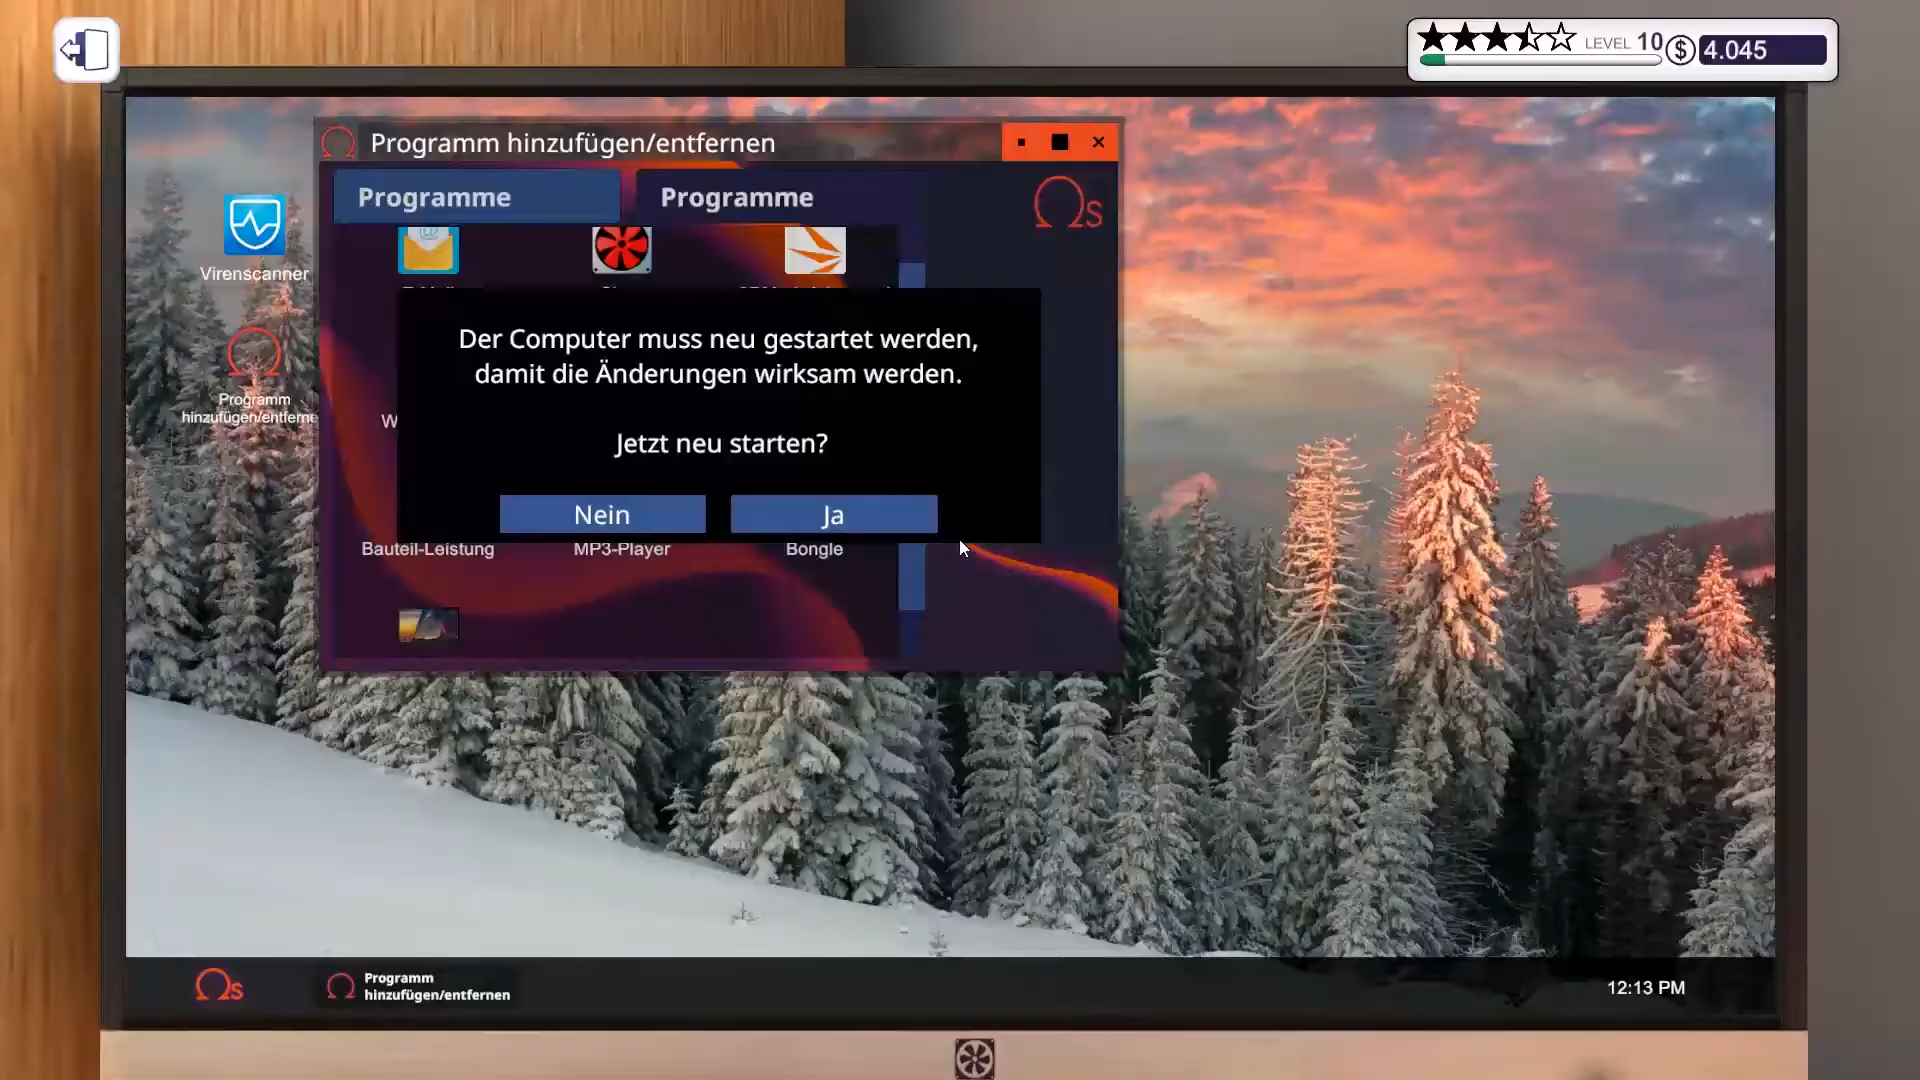 LEVEL 10
$ 4.045
Programm hinzufügen/entfernen
Programme
Programme
Ωs
Virenscanner
Programm
hinzufügen/entferne
Der Computer muss neu gestartet werden,
damit die Änderungen wirksam werden.
W
Jetzt neu starten?
Nein
Ja
Bauteil-Leistung
MP3-Player
Bongle
Ωs
Programm
hinzufügen/entfernen
12:13 PM